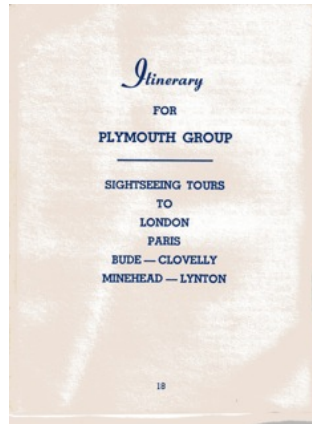 Itinerary
FOR
PLYMOUTH GROUP
SIGHTSEEING TOURS
TO
LONDON
PARIS
BUDE — CLOVELLY
MINEHEAD — LYNTON
18